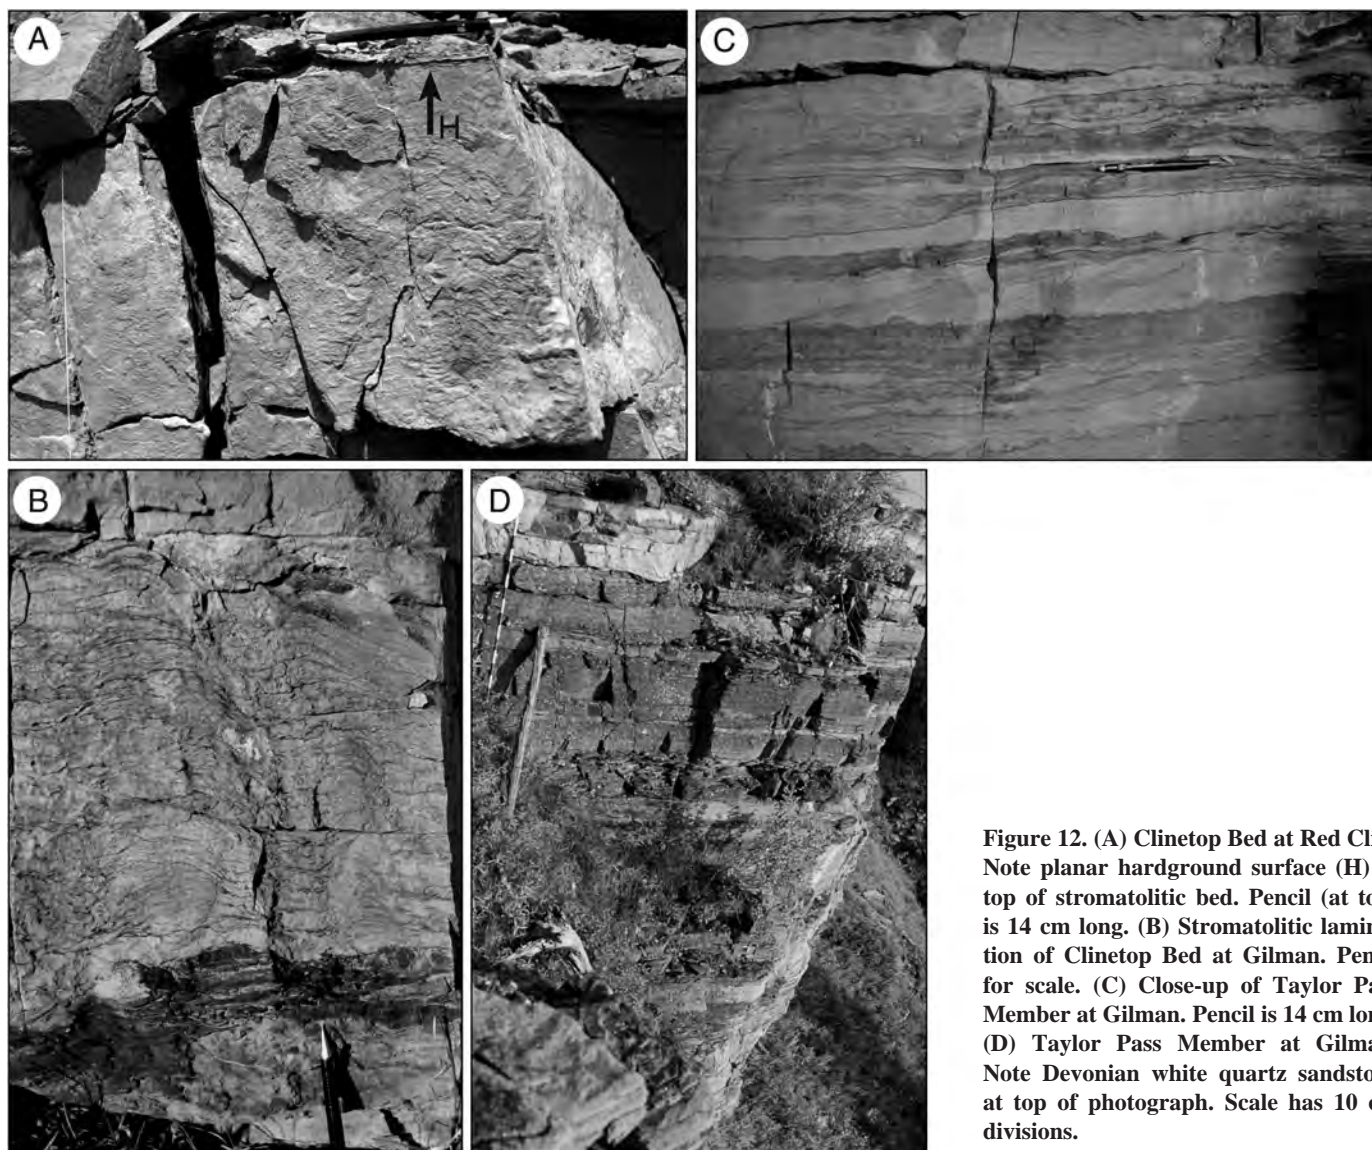 A
H
C
B
D
Figure 12. (A) Clinetop Bed at Red Cli
Note planar hardground surface (H)
top of stromatolitic bed. Pencil (at to
is 14 cm long. (B) Stromatolitic lamin
tion of Clinetop Bed at Gilman. Pen
for scale. (C) Close-up of Taylor Pa
Member at Gilman. Pencil is 14 cm lon
(D) Taylor Pass Member at Gilma
Note Devonian white quartz sandsto
at top of photograph. Scale has 10 c
divisions.